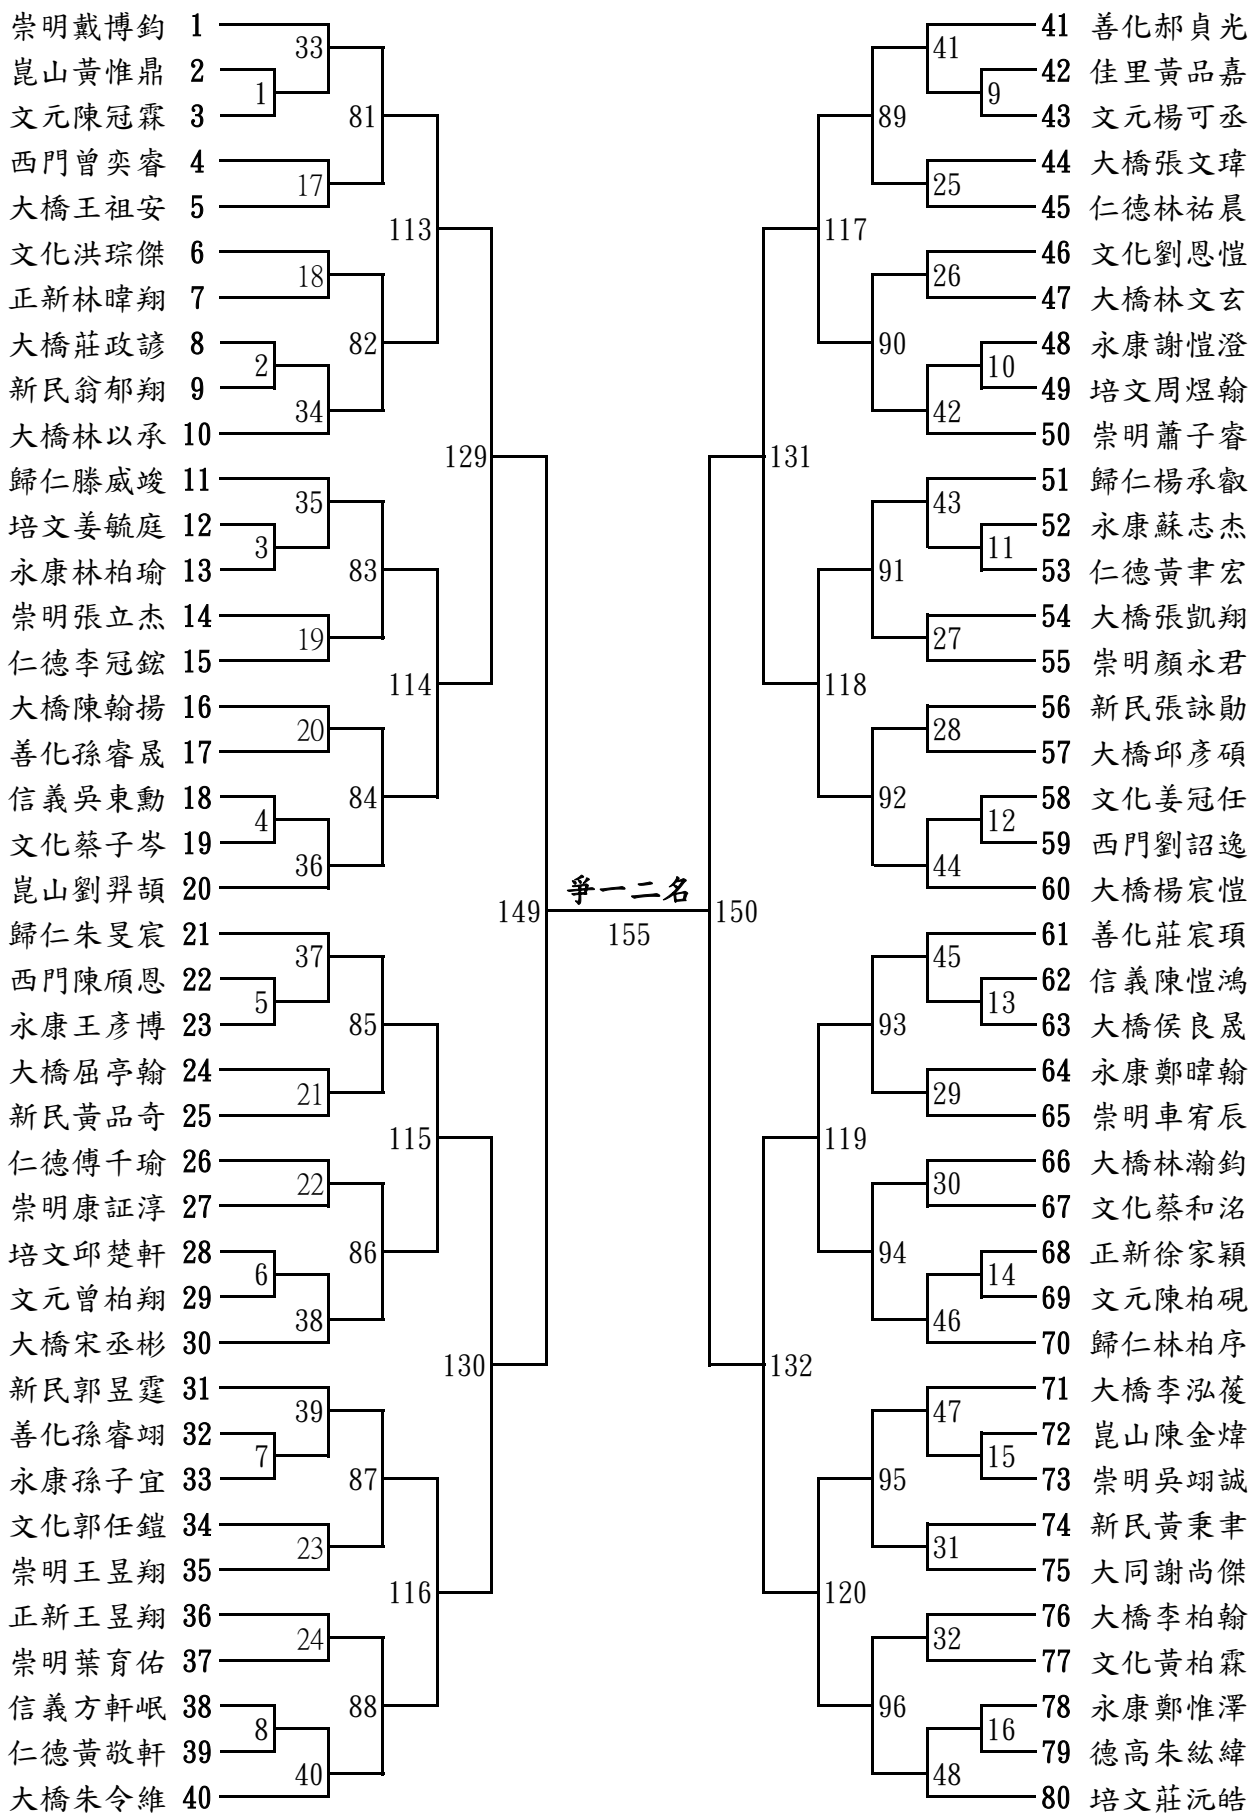 崇明戴博鈞 1
崑山黃惟鼎 2
文元陳冠霖 3
西門曾奕睿 4
大橋王祖安 5
文化洪琮傑 6
正新林暐翔 7
大橋莊政諺 8
新民翁郁翔 9
大橋林以承 10
歸仁滕威竣 11
培文姜毓庭 12
永康林柏瑜 13
崇明張立杰 14
仁德李冠鋐 15
大橋陳翰揚 16
善化孫睿晟 17
信義吳東勳 18
文化蔡子岑 19
崑山劉羿頡 20
歸仁朱旻宸 21
西門陳頎恩 22
永康王彥博 23
大橋屈亭翰 24
新民黃品奇 25
仁德傅千瑜 26
崇明康証淳 27
培文邱楚軒 28
文元曾柏翔 29
大橋宋丞彬 30
新民郭昱霆 31
善化孫睿翊 32
永康孫子宜 33
文化郭任鎧 34
崇明王昱翔 35
正新王昱翔 36
崇明葉育佑 37
信義方軒岷 38
仁德黃敬軒 39
大橋朱令維 40
1
2
3
4
5
6
7
8
33
17
18
34
35
19
20
36
37
21
22
38
39
23
24
40
81
82
83
84
85
86
87
88
113
114
115
116
129
130
149
爭一二名
155
150
131
132
117
118
119
120
89
90
91
92
93
94
95
96
41
25
26
42
43
27
28
44
45
29
30
46
47
31
32
48
9
10
11
12
13
14
15
16
41 善化郝貞光
42 佳里黃品嘉
43 文元楊可丞
44 大橋張文瑋
45 仁德林祐晨
46 文化劉恩愷
47 大橋林文玄
48 永康謝愷澄
49 培文周煜翰
50 崇明蕭子睿
51 歸仁楊承叡
52 永康蘇志杰
53 仁德黃聿宏
54 大橋張凱翔
55 崇明顏永君
56 新民張詠勛
57 大橋邱彥碩
58 文化姜冠任
59 西門劉詔逸
60 大橋楊宸愷
61 善化莊宸頊
62 信義陳愷鴻
63 大橋侯良晟
64 永康鄭暐翰
65 崇明車宥辰
66 大橋林瀚鈞
67 文化蔡和洺
68 正新徐家穎
69 文元陳柏硯
70 歸仁林柏序
71 大橋李泓葰
72 崑山陳金煒
73 崇明吳翊誠
74 新民黃秉聿
75 大同謝尚傑
76 大橋李柏翰
77 文化黃柏霖
78 永康鄭惟澤
79 德高朱紘緯
80 培文莊沅皓